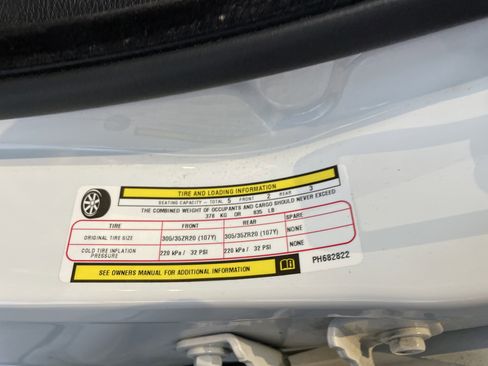 TIRE AND LOADING INFORMATION
SEATING CAPACITY - TOTAL 5 FRONT 2 REAR 3
THE COMBINED WEIGHT OF OCCUPANTS AND CARGO SHOULD NEVER EXCEED
378 KG OR 835 LB
TIRE FRONT REAR SPARE
ORIGINAL TIRE SIZE 305/35ZR20 (107Y) 305/35ZR20 (107Y) NONE
COLD TIRE INFLATION PRESSURE 220 kPa / 32 PSI 220 kPa / 32 PSI NONE
SEE OWNERS MANUAL FOR ADDITIONAL INFORMATION
PH682822